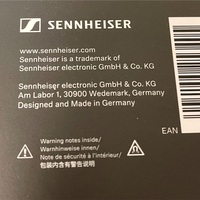 SENNHEISER
www.sennheiser.com
Sennheiser is a trademark of
Sennheiser electronic GmbH & Co. KG
Sennheiser electronic GmbH & Co. KG
Am Labor 1, 30900 Wedemark, Germany
Designed and Made in Germany
EAN
Warning notes inside/
Warnhinweise innen/
Note de sécurité à l'intérieur/
包装内含有警告说明